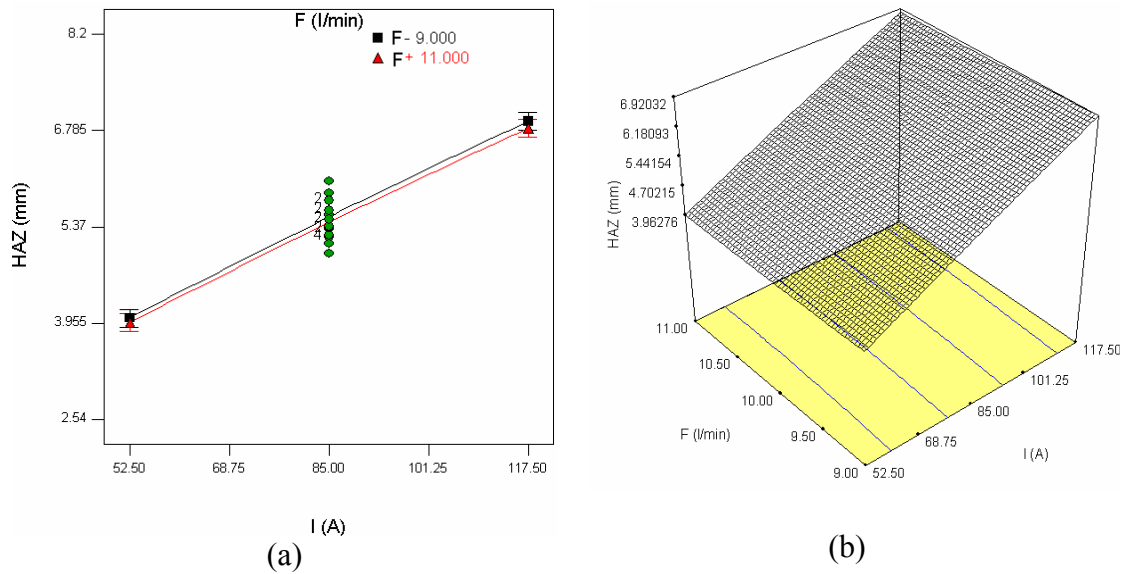 F (l/min)
F- 9.000
F+ 11.000
8.2
6.785
5.37
3.955
2.54
HAZ (mm)
2
2
2
4
52.50
68.75
85.00
101.25
117.50
I (A)
(a)
6.92032
6.18093
5.44154
4.70215
3.96276
HAZ (mm)
11.00
10.50
10.00
9.50
9.00
F (l/min)
52.50
68.75
85.00
101.25
117.50
I (A)
(b)